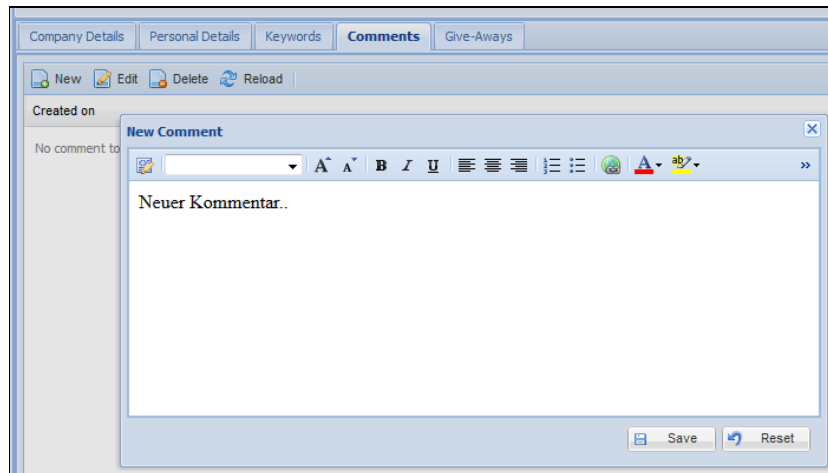 Company Details Personal Details Keywords Comments Give-Aways
New Edit Delete Reload
Created on
No comment to
New Comment
A A B I U A ab
Neuer Kommentar..
Save Reset